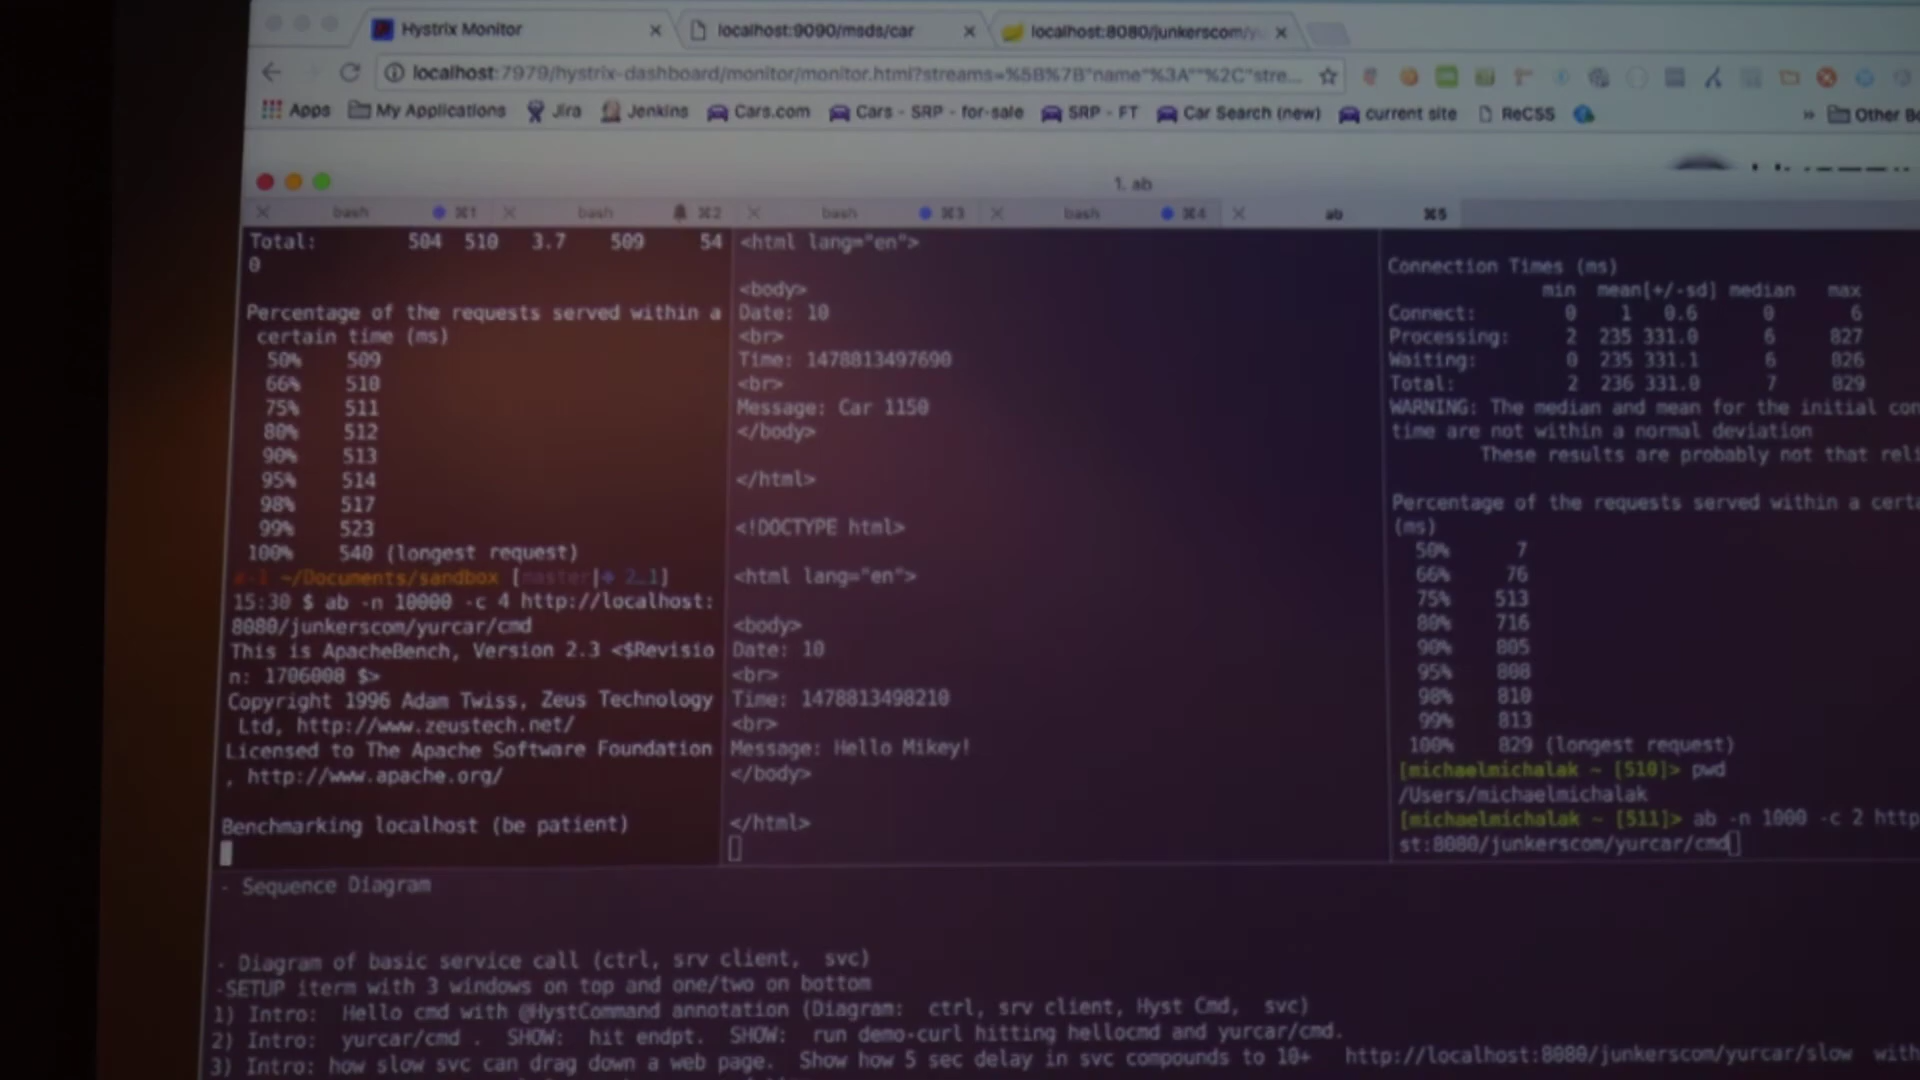 Hystrix Monitor
localhost:9090/msds/car
localhost:8080/junkerscom/y
localhost:7979/hystrix-dashboard/monitor/monitor.html?streams=%5B%7B"name"%3A""%2C"stre...
Apps My Applications Jira Jenkins Cars.com Cars - SRP - for-sale SRP - FT Car Search (new) current site ReCSS » Other Bo
1. ab
bash ⌘1 bash ⌘2 bash ⌘3 bash ⌘4 ab ⌘5
Total: 504 510 3.7 509 54
0
Percentage of the requests served within a
certain time (ms)
50% 509
66% 510
75% 511
80% 512
90% 513
95% 514
98% 517
99% 523
100% 540 (longest request)
~/Documents/sandbox [master|✚ 2…1]
15:30 $ ab -n 10000 -c 4 http://localhost:
8080/junkerscom/yurcar/cmd
This is ApacheBench, Version 2.3 <$Revisio
n: 1706008 $>
Copyright 1996 Adam Twiss, Zeus Technology
Ltd, http://www.zeustech.net/
Licensed to The Apache Software Foundation
, http://www.apache.org/
Benchmarking localhost (be patient)
<html lang="en">
<body>
Date: 10
<br>
Time: 1478813497690
<br>
Message: Car 1150
</body>
</html>
<!DOCTYPE html>
<html lang="en">
<body>
Date: 10
<br>
Time: 1478813498210
<br>
Message: Hello Mikey!
</body>
</html>
Connection Times (ms)
min mean[+/-sd] median max
Connect: 0 1 0.6 0 6
Processing: 2 235 331.0 6 827
Waiting: 0 235 331.1 6 826
Total: 2 236 331.0 7 829
WARNING: The median and mean for the initial con
time are not within a normal deviation
These results are probably not that reli
Percentage of the requests served within a certa
(ms)
50% 7
66% 76
75% 513
80% 716
90% 805
95% 808
98% 810
99% 813
100% 829 (longest request)
[michaelmichalak ~ [510]> pwd
/Users/michaelmichalak
[michaelmichalak ~ [511]> ab -n 1000 -c 2 http
st:8080/junkerscom/yurcar/cmd
- Sequence Diagram
- Diagram of basic service call (ctrl, srv client, svc)
-SETUP iterm with 3 windows on top and one/two on bottom
1) Intro: Hello cmd with @HystCommand annotation (Diagram: ctrl, srv client, Hyst Cmd, svc)
2) Intro: yurcar/cmd . SHOW: hit endpt. SHOW: run demo-curl hitting hellocmd and yurcar/cmd.
3) Intro: how slow svc can drag down a web page. Show how 5 sec delay in svc compounds to 10+ http://localhost:8080/junkerscom/yurcar/slow with